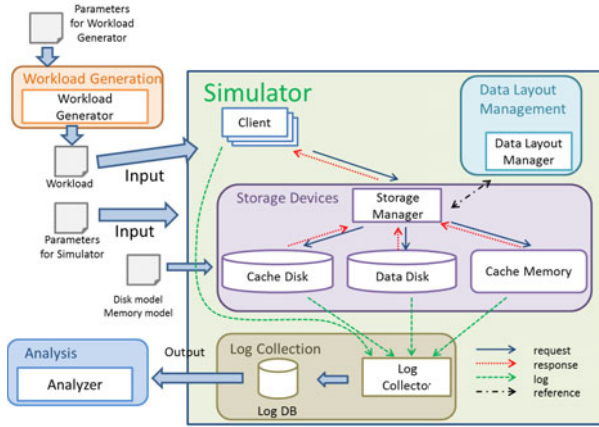 Parameters
for Workload
Generator
Workload Generation
Workload
Generator
Workload
Input
Parameters
for Simulator
Input
Disk model
Memory model
Simulator
Client
Data Layout
Management
Data Layout
Manager
Storage Devices
Storage
Manager
Cache Disk
Data Disk
Cache Memory
Analysis
Analyzer
Output
Log Collection
Log DB
Log
Collector
request
response
log
reference